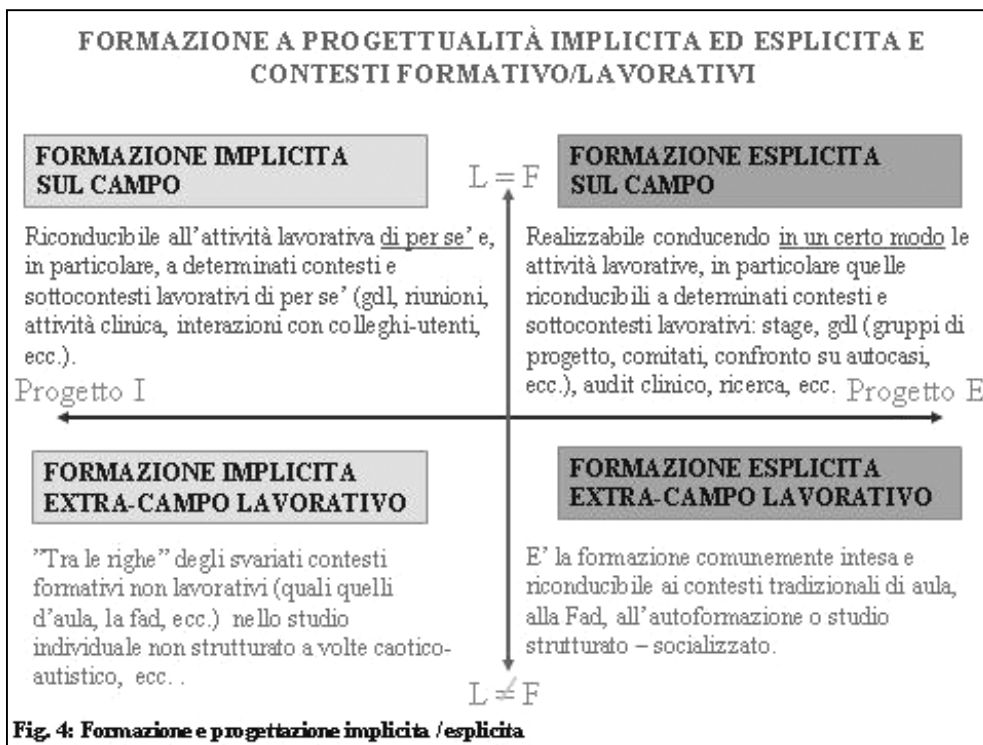 FORMAZIONE A PROGETTUALITÀ IMPLICITA ED ESPLICITA E
CONTESTI FORMATIVO/LAVORATIVI
FORMAZIONE IMPLICITA
SUL CAMPO
L = F
FORMAZIONE ESPLICITA
SUL CAMPO
Riconducibile all'attività lavorativa di per se' e,
in particolare, a determinati contesti e
sottocontesti lavorativi di per se' (gdl, riunioni,
attività clinica, interazioni con colleghi-utenti,
ecc.).
Realizzabile conducendo in un certo modo le
attività lavorative, in particolare quelle
riconducibili a determinati contesti e
sottocontesti lavorativi: stage, gdl (gruppi di
progetto, comitati, confronto su autocasi,
ecc.), audit clinico, ricerca, ecc.
Progetto I
Progetto E
FORMAZIONE IMPLICITA
EXTRA-CAMPO LAVORATIVO
FORMAZIONE ESPLICITA
EXTRA-CAMPO LAVORATIVO
"Tra le righe" degli svariati contesti
formativi non lavorativi (quali quelli
d'aula, la fad, ecc.) nello studio
individuale non strutturato a volte caotico-
autistico, ecc. .
E' la formazione comunemente intesa e
riconducibile ai contesti tradizionali di aula,
alla Fad, all'autoformazione o studio
strutturato – socializzato.
L ≠ F
Fig. 4: Formazione e progettazione implicita /esplicita